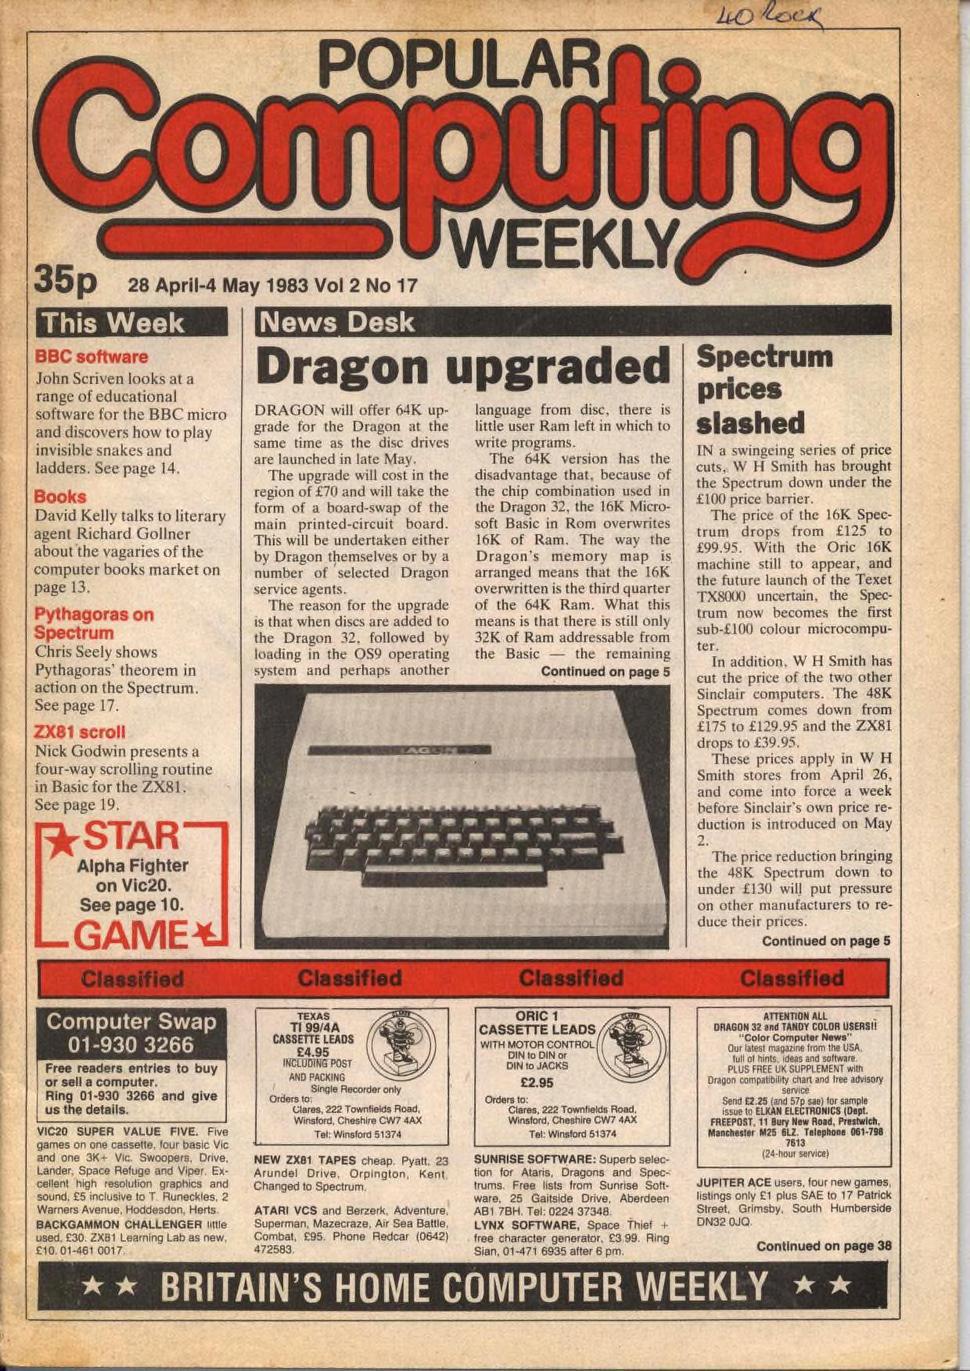 40 Rock
POPULAR
Computing
WEEKLY
35p 28 April-4 May 1983 Vol 2 No 17
This Week
BBC software
John Scriven looks at a
range of educational
software for the BBC micro
and discovers how to play
invisible snakes and
ladders. See page 14.
Books
David Kelly talks to literary
agent Richard Gollner
about the vagaries of the
computer books market on
page 13.
Pythagoras on
Spectrum
Chris Seely shows
Pythagoras' theorem in
action on the Spectrum.
See page 17.
ZX81 scroll
Nick Godwin presents a
four-way scrolling routine
in Basic for the ZX81.
See page 19.
STAR
Alpha Fighter
on Vic20.
See page 10.
GAME
News Desk
Dragon upgraded
DRAGON will offer 64K up-
grade for the Dragon at the
same time as the disc drives
are launched in late May.
The upgrade will cost in the
region of £70 and will take the
form of a board-swap of the
main printed-circuit board.
This will be undertaken either
by Dragon themselves or by a
number of selected Dragon
service agents.
The reason for the upgrade
is that when discs are added to
the Dragon 32, followed by
loading in the OS9 operating
system and perhaps another
language from disc, there is
little user Ram left in which to
write programs.
The 64K version has the
disadvantage that, because of
the chip combination used in
the Dragon 32, the 16K Micro-
soft Basic in Rom overwrites
16K of Ram. The way the
Dragon's memory map is
arranged means that the 16K
overwritten is the third quarter
of the 64K Ram. What this
means is that there is still only
32K of Ram addressable from
the Basic — the remaining
Continued on page 5
Spectrum
prices
slashed
IN a swingeing series of price
cuts, W H Smith has brought
the Spectrum down under the
£100 price barrier.
The price of the 16K Spec-
trum drops from £125 to
£99.95. With the Oric 16K
machine still to appear, and
the future launch of the Texet
TX8000 uncertain, the Spec-
trum now becomes the first
sub-£100 colour microcompu-
ter.
In addition, W H Smith has
cut the price of the two other
Sinclair computers. The 48K
Spectrum comes down from
£175 to £129.95 and the ZX81
drops to £39.95.
These prices apply in W H
Smith stores from April 26,
and come into force a week
before Sinclair's own price re-
duction is introduced on May
2.
The price reduction bringing
the 48K Spectrum down to
under £130 will put pressure
on other manufacturers to re-
duce their prices.
Continued on page 5
Classified Classified Classified Classified
Computer Swap
01-930 3266
Free readers entries to buy
or sell a computer.
Ring 01-930 3266 and give
us the details.
VIC20 SUPER VALUE FIVE. Five
games on one cassette, four basic Vic
and one 3K+ Vic. Swoopers, Drive,
Lander, Space Refuge and Viper. Ex-
cellent high resolution graphics and
sound, £5 inclusive to T. Runeckles, 2
Warners Avenue, Hoddesdon, Herts.
BACKGAMMON CHALLENGER little
used, £30. ZX81 Learning Lab as new,
£10. 01-461 0017.
TEXAS
TI 99/4A
CASSETTE LEADS
£4.95
INCLUDING POST
AND PACKING
Single Recorder only
Orders to:
Clares, 222 Townfields Road,
Winsford, Cheshire CW7 4AX
Tel: Winsford 51374
NEW ZX81 TAPES cheap. Pyatt, 23
Arundel Drive, Orpington, Kent.
Changed to Spectrum.
ATARI VCS and Berzerk, Adventure,
Superman, Mazecraze, Air Sea Battle,
Combat, £95. Phone Redcar (0642)
472583.
ORIC 1
CASSETTE LEADS
WITH MOTOR CONTROL
DIN to DIN or
DIN to JACKS
£2.95
Orders to:
Clares, 222 Townfields Road,
Winsford, Cheshire CW7 4AX
Tel: Winsford 51374
SUNRISE SOFTWARE: Superb selec-
tion for Ataris, Dragons and Spec-
trums. Free lists from Sunrise Soft-
ware, 25 Gaitside Drive, Aberdeen
AB1 7BH. Tel: 0224 37348.
LYNX SOFTWARE, Space Thief +
free character generator, £3.99. Ring
Sian, 01-471 6935 after 6 pm.
ATTENTION ALL
DRAGON 32 and TANDY COLOR USERS!!
"Color Computer News"
Our latest magazine from the USA,
full of hints, ideas and software.
PLUS FREE UK SUPPLEMENT with
Dragon compatibility chart and free advisory
service
Send £2.25 (and 57p sae) for sample
issue to ELKAN ELECTRONICS (Dept.
FREEPOST, 11 Bury New Road, Prestwich,
Manchester M25 6LZ. Telephone 061-798
7613
(24-hour service)
JUPITER ACE users, four new games,
listings only £1 plus SAE to 17 Patrick
Street, Grimsby, South Humberside
DN32 0JQ.
Continued on page 38
BRITAIN'S HOME COMPUTER WEEKLY